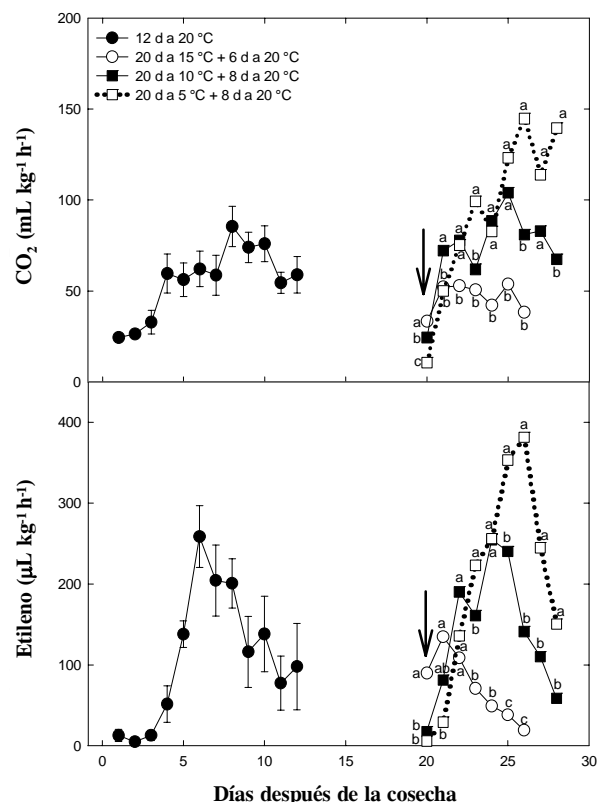 12 d a 20 °C
20 d a 15 °C + 6 d a 20 °C
20 d a 10 °C + 8 d a 20 °C
20 d a 5 °C + 8 d a 20 °C
200
150
100
50
0
CO₂ (mL kg⁻¹ h⁻¹)
a a a a a a a
a a a b a a b a b
a b b b b b b
b
c b
400
300
200
100
0
Etileno (µL kg⁻¹ h⁻¹)
a a a a a a a
a a b a b b b b b
a a a b b c c
b ab
b b
0 5 10 15 20 25 30
Días después de la cosecha